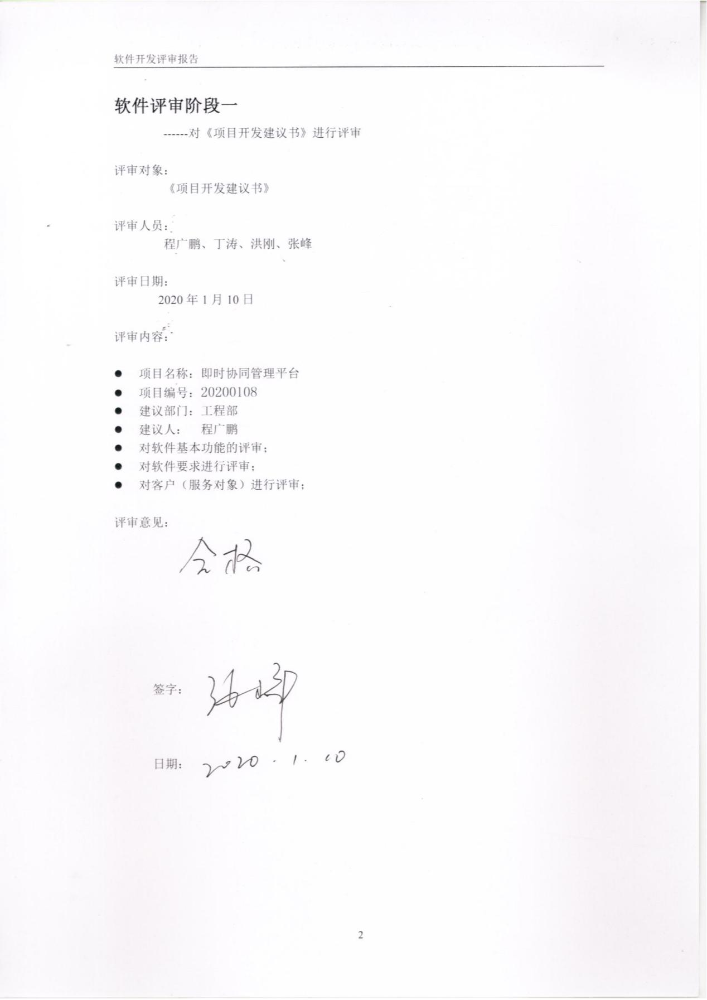 软件开发评审报告
软件评审阶段一
------对《项目开发建议书》进行评审
评审对象：
《项目开发建议书》
评审人员：
程广鹏、丁涛、洪刚、张峰
评审日期：
2020 年 1 月 10 日
评审内容：
● 项目名称：即时协同管理平台
● 项目编号：20200108
● 建议部门：工程部
● 建议人： 程广鹏
● 对软件基本功能的评审；
● 对软件要求进行评审；
● 对客户（服务对象）进行评审；
评审意见：
合格
签字： 张峰
日期： 2020.1.10
2